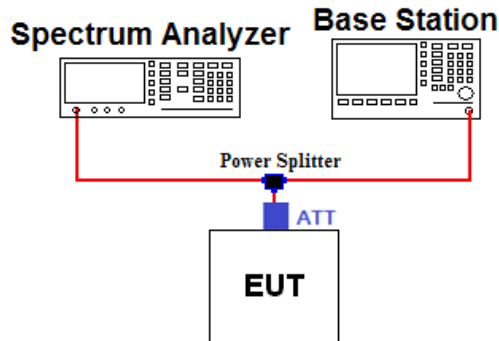 Base Station
Spectrum Analyzer
Power Splitter
ATT
EUT